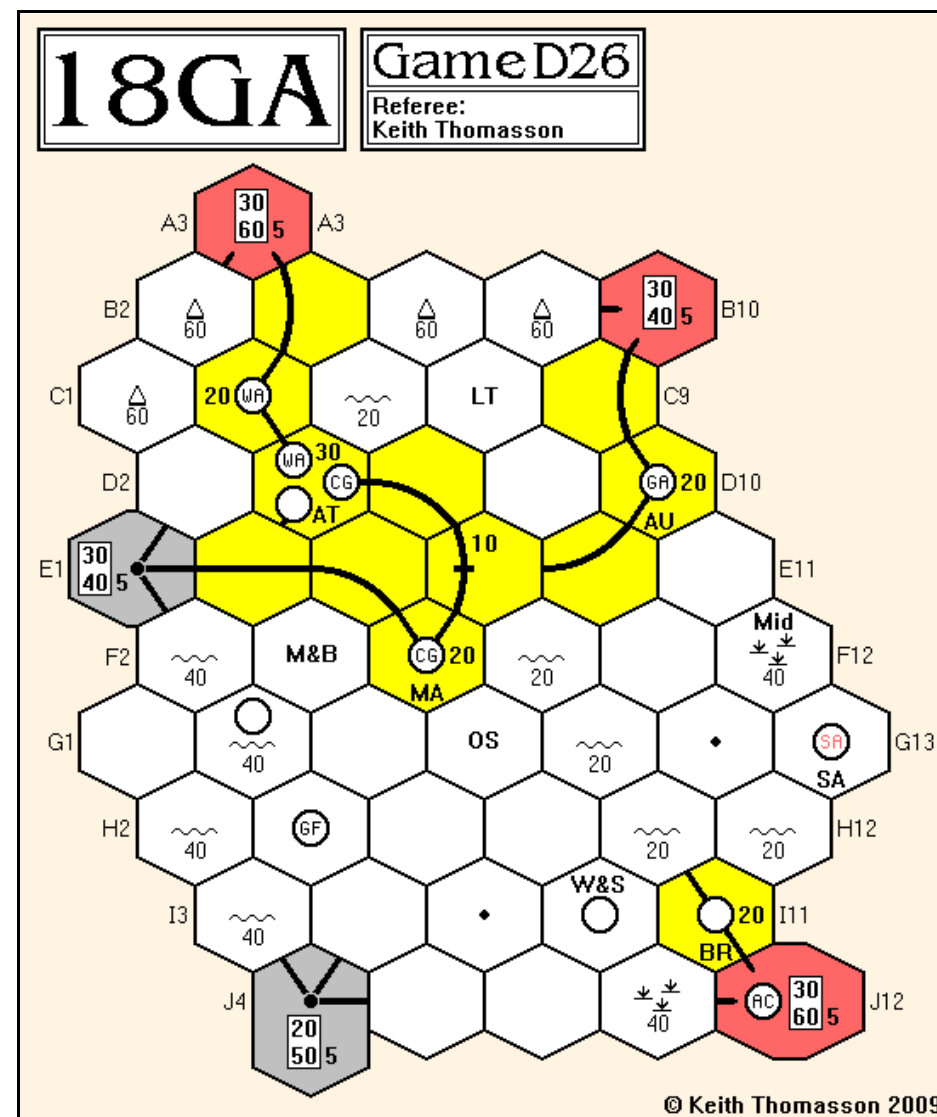 18GA
Game D26
Referee:
Keith Thomasson
A3 30 60 5 A3
B2 60 60 60 30 40 5 B10
C1 60 20 WA 20 LT C9
D2 WA 30 CG AT GA 20 AU D10
E1 30 40 5 10 E11
F2 40 M&B CG 20 MA 20 Mid 40 F12
G1 40 OS 20 SA SA G13
H2 40 GF 20 20 H12
I3 40 W&S 20 BR I11
J4 20 50 5 40 AC 30 60 5 J12
© Keith Thomasson 2009